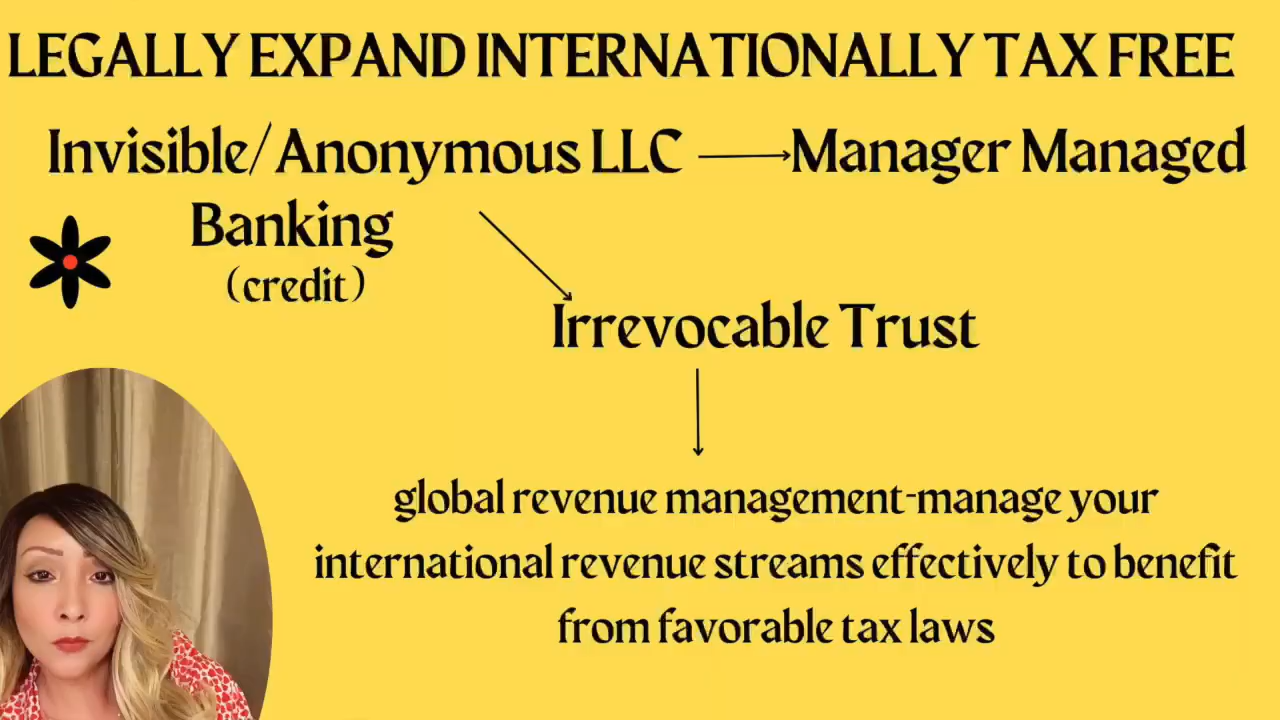 LEGALLY EXPAND INTERNATIONALLY TAX FREE
Invisible/Anonymous LLC Manager Managed
Banking
(credit)
Irrevocable Trust
global revenue management-manage your
international revenue streams effectively to benefit
from favorable tax laws